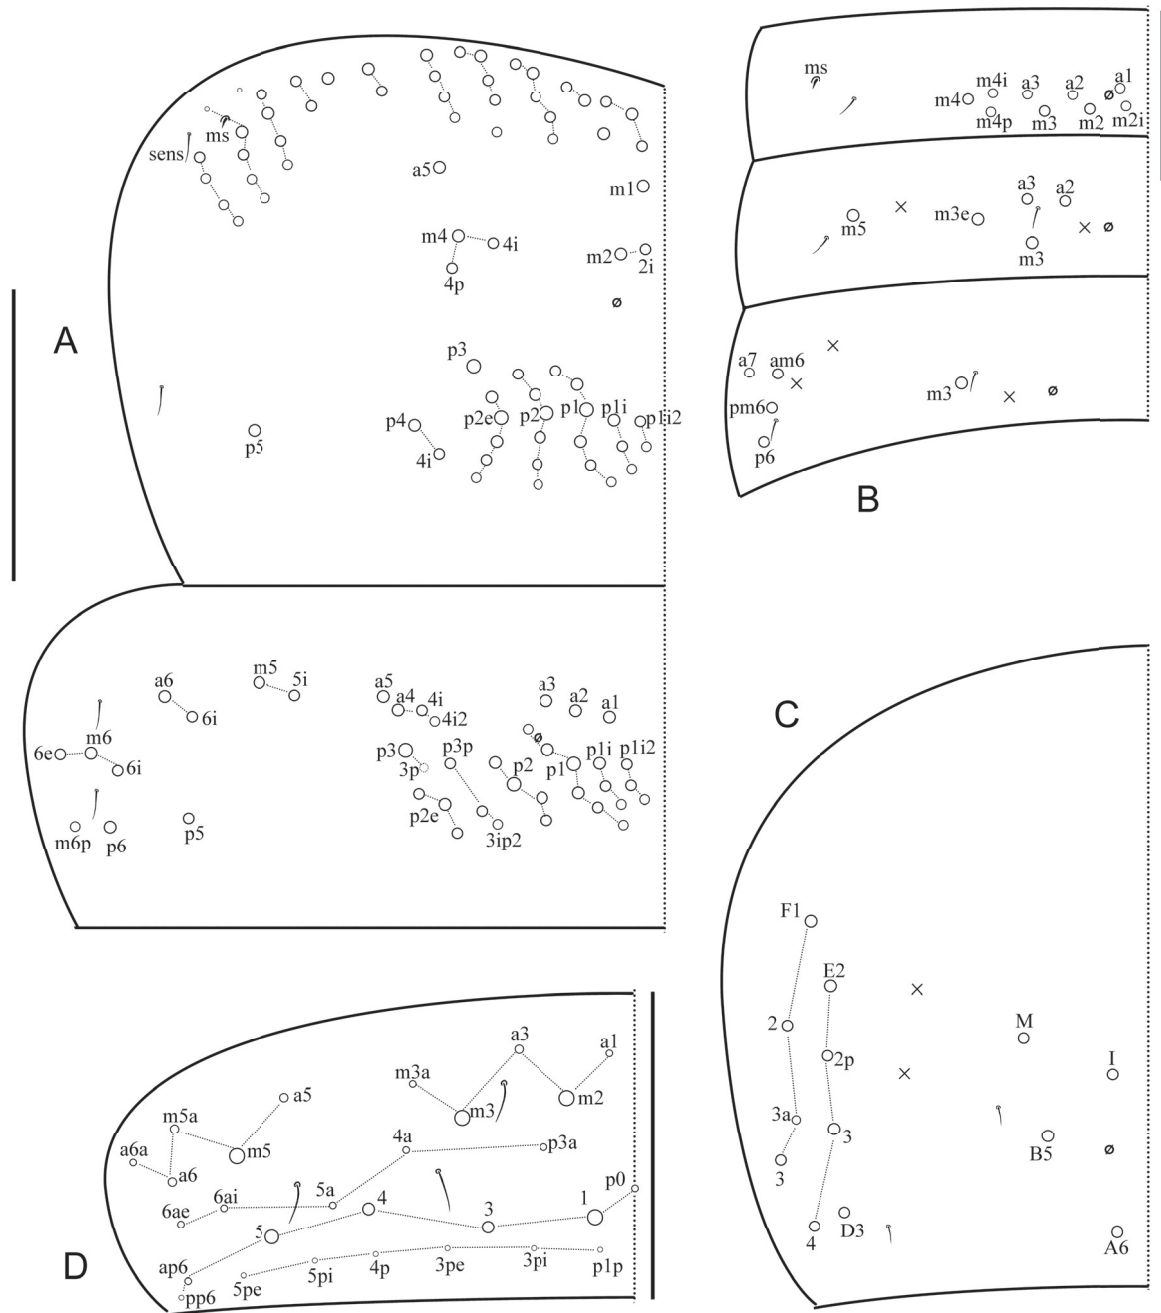 ms
sens
a5
m1
m4
4i
m2
2i
4p
ø
A
p3
p4
p2e
p2
p1
p1i
p1i2
p5
4i
m5
a6
5i
a5
a4
4i
a3
a2
a1
6i
4i2
m6
6e
ø
p3
p3p
p2
p1
p1i
p1i2
6i
3p
m6p
p6
p5
p2e
3ip2
ms
m4i
a3
a2
a1
m4
ø
m4p
m3
m2
m2i
a3
a2
m5
m3e
m3
ø
a7
am6
pm6
m3
ø
p6
B
C
F1
E2
2
M
2p
I
3a
3
B5
ø
3
4
D3
A6
a3
a1
m3a
a5
m5a
m3
m2
a6a
m5
4a
p3a
a6
p0
6ai
5a
4
3
1
6ae
5
D
ap6
5pe
5pi
4p
3pe
3pi
p1p
pp6